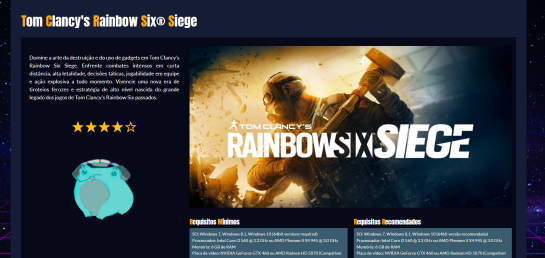 Tom Clancy's Rainbow Six® Siege
Domine a arte da destruição e do uso de gadgets em Tom Clancy's
Rainbow Six Siege. Enfrente combates intensos em curta
distância, alta letalidade, decisões táticas, jogabilidade em equipe
e ação explosiva a todo momento. Vivencie uma nova era de
tiroteios ferozes e estratégia de alto nível nascida do grande
legado dos jogos de Tom Clancy's Rainbow Six passados.
TOM CLANCY'S
RAINBOWSIX SIEGE
Requisitos Mínimos
SO: Windows 7, Windows 8.1, Windows 10 (64bit versions required)
Processador: Intel Core i3 560 @ 3.3 GHz ou AMD Phenom II X4 945 @ 3.0 GHz
Memória: 6 GB de RAM
Placa de vídeo: NVIDIA GeForce GTX 460 ou AMD Radeon HD 5870 (Compatível
Requisitos Recomendados
SO: Windows 7, Windows 8.1, Windows 10 (64bit versão recomendada)
Processador: Intel Core i3 560 @ 3.3 GHz ou AMD Phenom II X4 945 @ 3.0 GHz
Memória: 6 GB de RAM
Placa de vídeo: NVIDIA GeForce GTX 460 ou AMD Radeon HD 5870 (Compatível